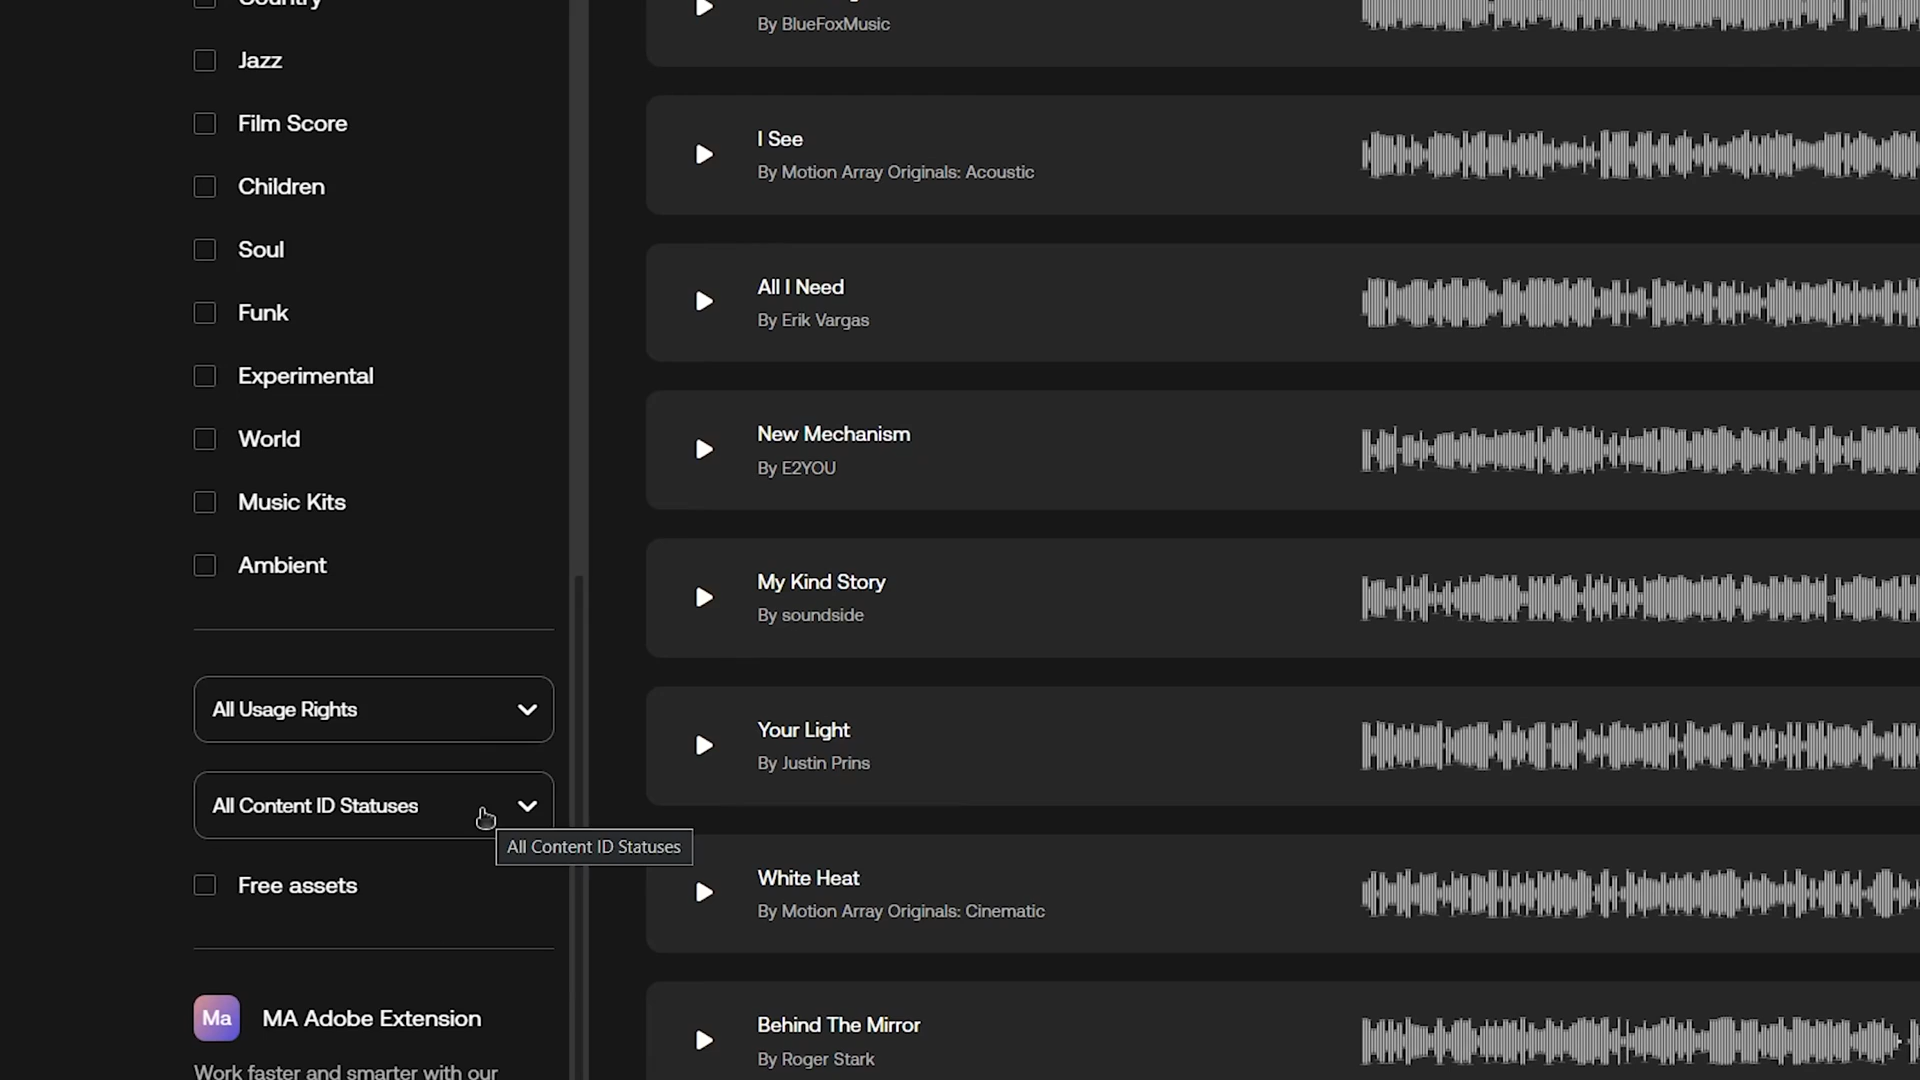 Country
Jazz
Film Score
Children
Soul
Funk
Experimental
World
Music Kits
Ambient
All Usage Rights
All Content ID Statuses
All Content ID Statuses
Free assets
Ma
MA Adobe Extension
Work faster and smarter with our
By BlueFoxMusic
I See
By Motion Array Originals: Acoustic
All I Need
By Erik Vargas
New Mechanism
By E2YOU
My Kind Story
By soundside
Your Light
By Justin Prins
White Heat
By Motion Array Originals: Cinematic
Behind The Mirror
By Roger Stark